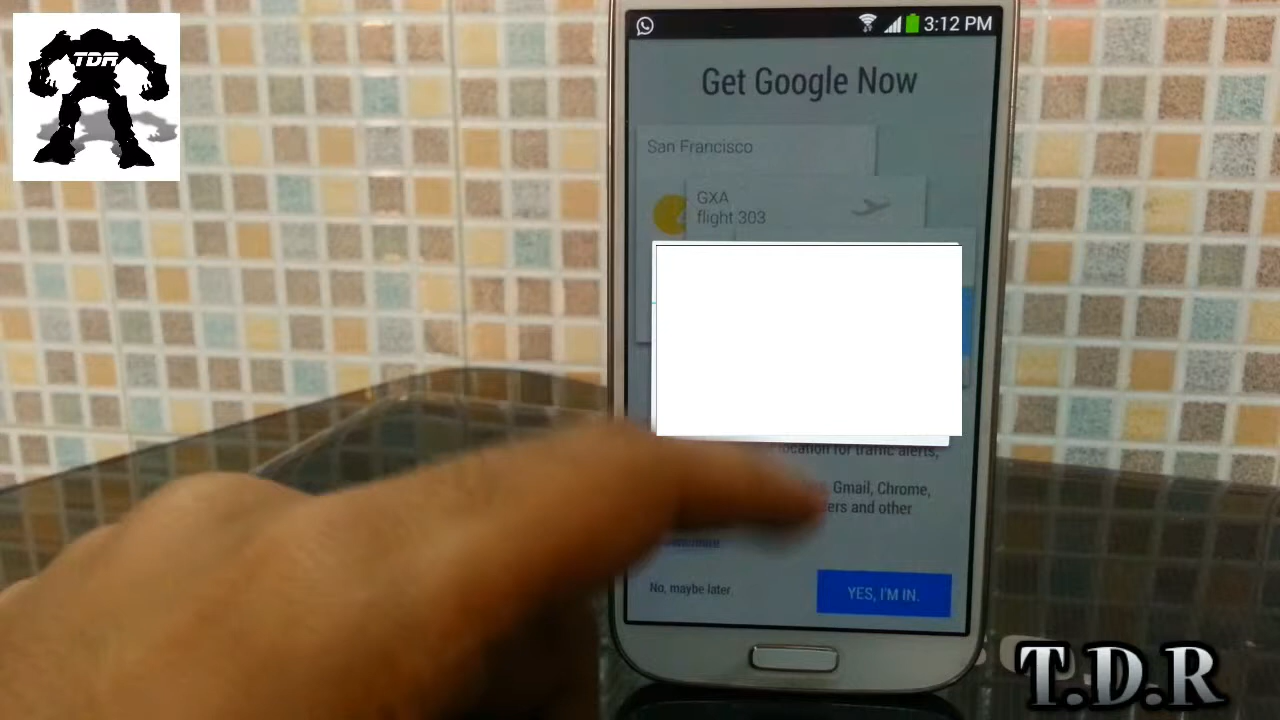 TDR
3:12 PM
Get Google Now
San Francisco
GXA
flight 303
location for traffic alerts,
Gmail, Chrome,
and other
No, maybe later
YES, I'M IN.
T.D.R